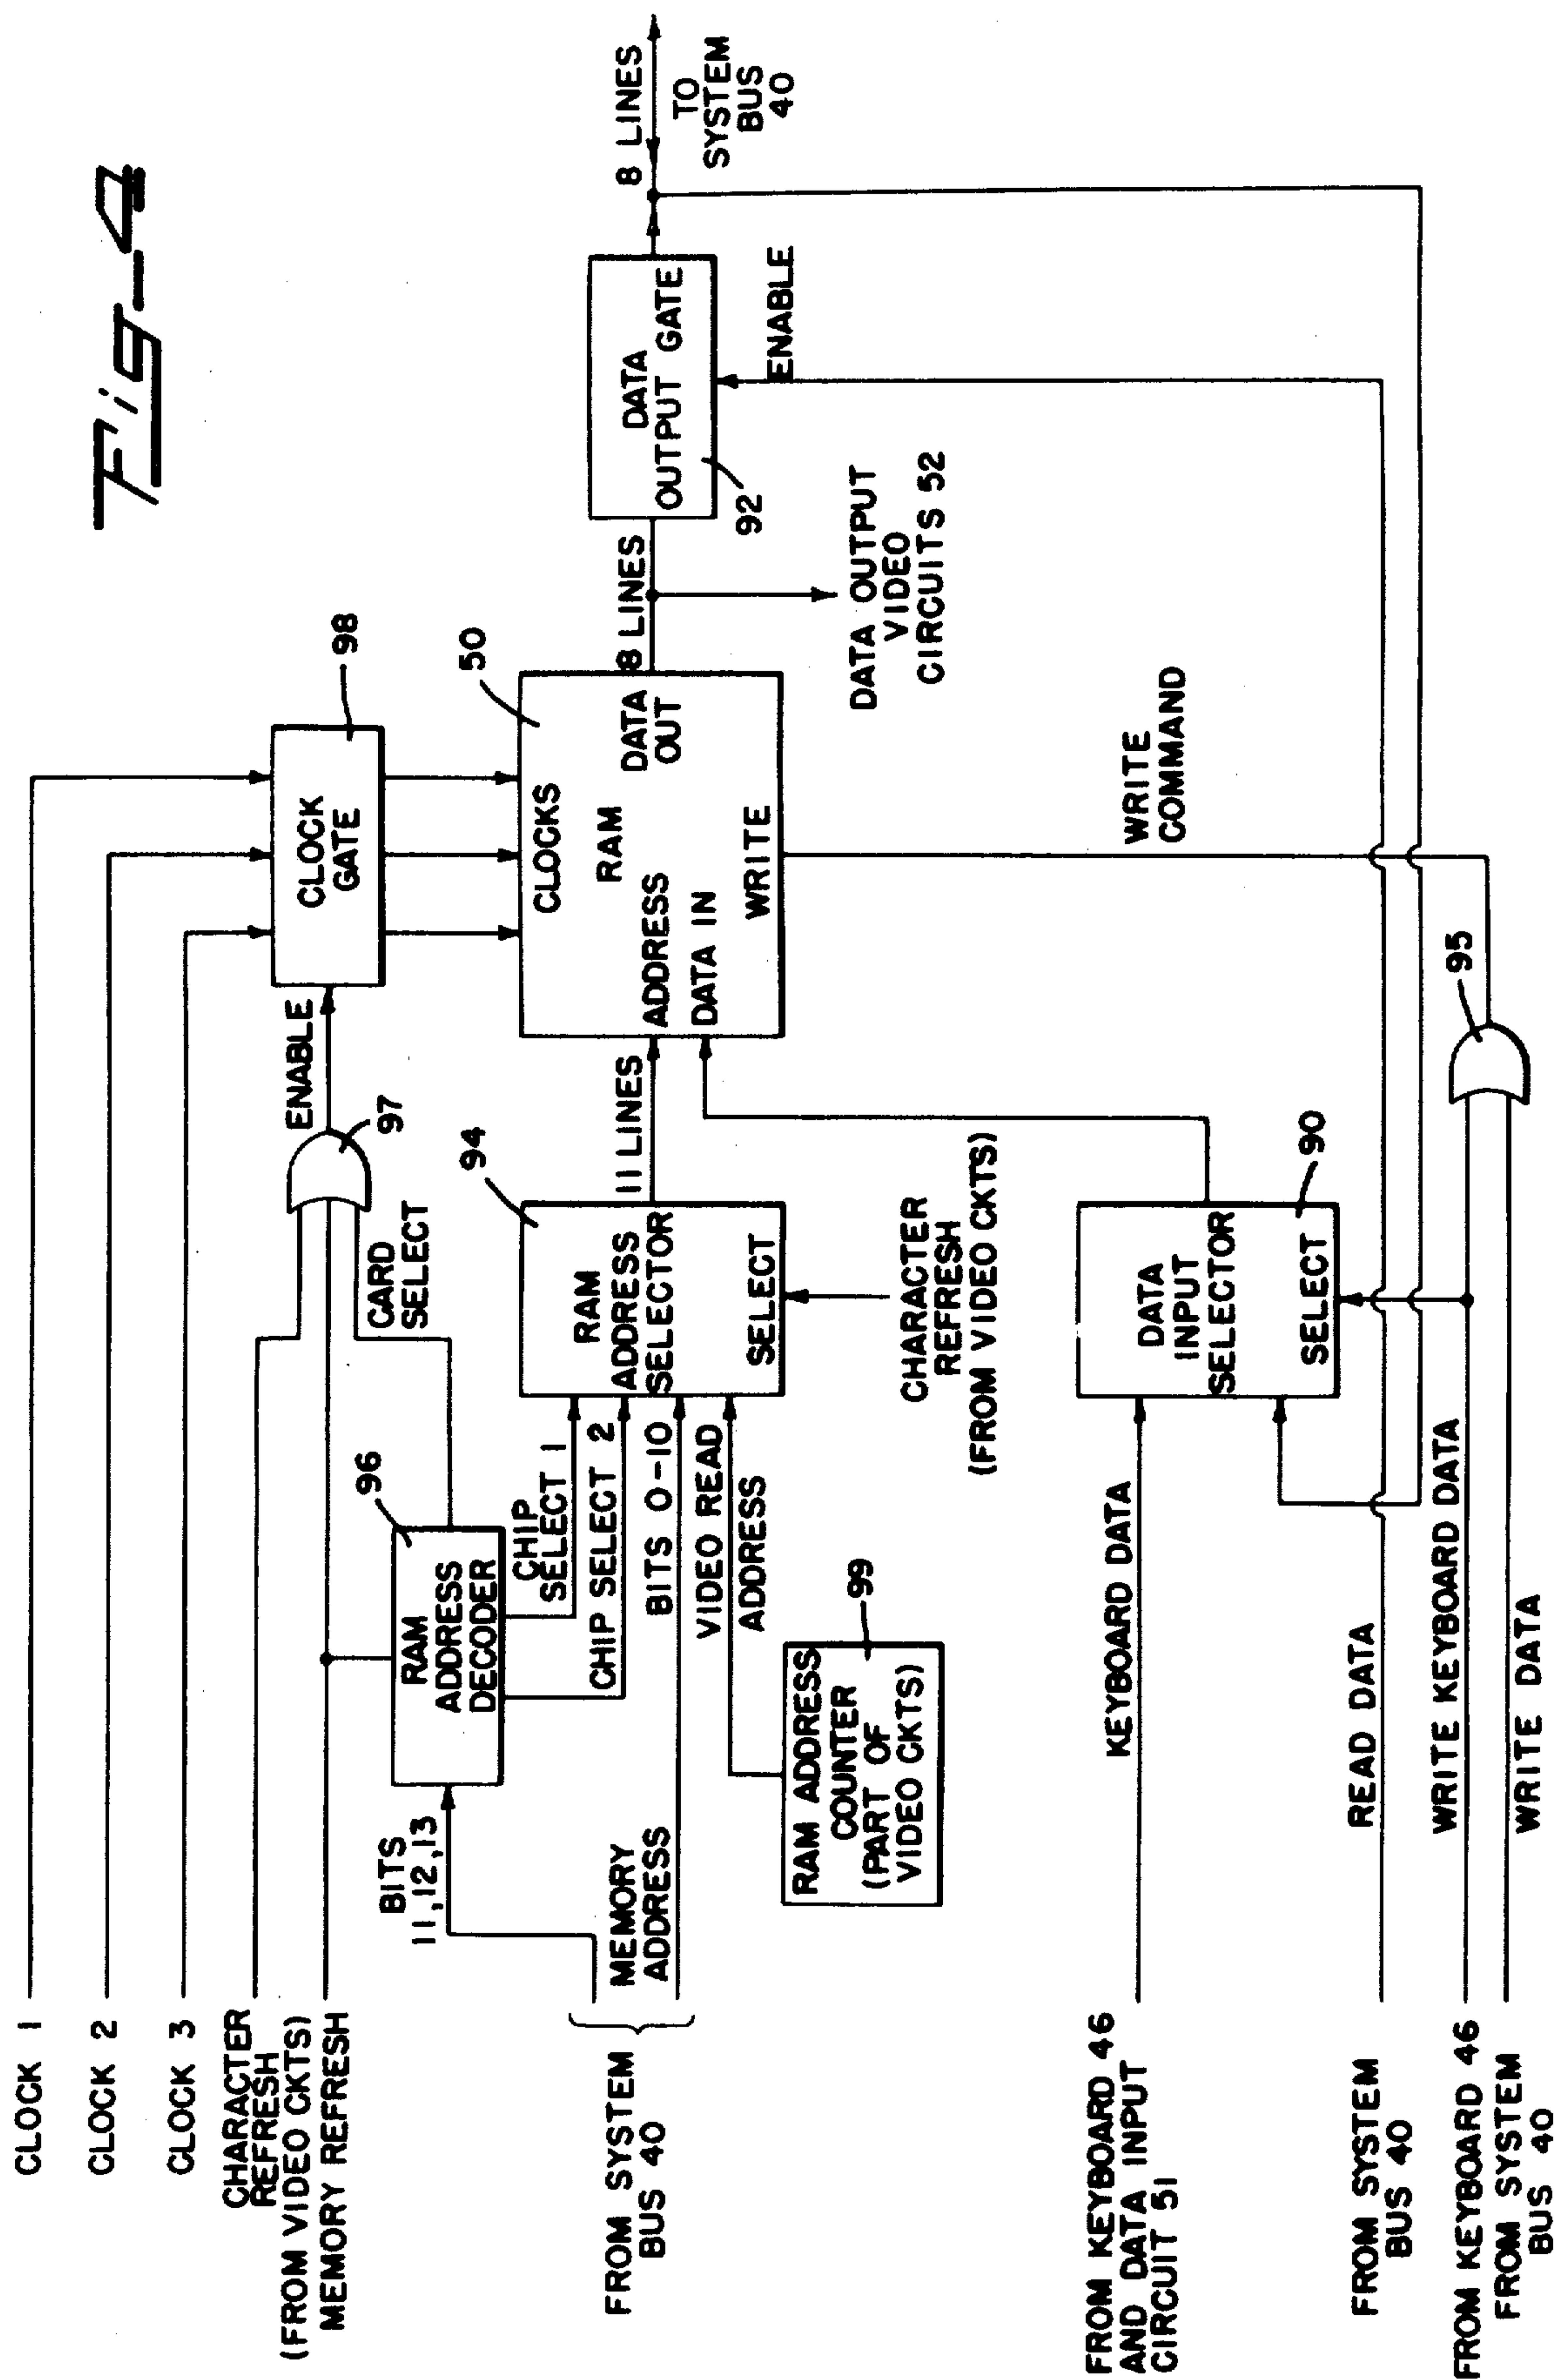 Fig-4
CLOCK 1
CLOCK 2
CLOCK 3
CHARACTER
REFRESH
(FROM VIDEO CKTS)
MEMORY REFRESH
ENABLE
CLOCK
GATE
98
97
CARD
SELECT
96
RAM
ADDRESS
DECODER
BITS
11,12,13
CHIP
SELECT 1
CHIP SELECT 2
BITS 0-10
VIDEO READ
ADDRESS
MEMORY
ADDRESS
FROM SYSTEM
BUS 40
94
RAM
ADDRESS
SELECTOR
SELECT
11 LINES
50
CLOCKS
RAM
ADDRESS
DATA IN
DATA
OUT
WRITE
8 LINES
DATA
OUTPUT GATE
92
ENABLE
8 LINES
TO
SYSTEM
BUS
40
DATA OUTPUT
VIDEO
CIRCUITS 52
RAM ADDRESS
COUNTER
(PART OF
VIDEO CKTS)
99
CHARACTER
REFRESH
(FROM VIDEO CKTS)
WRITE
COMMAND
KEYBOARD DATA
DATA
INPUT
SELECTOR
SELECT
90
FROM KEYBOARD 46
AND DATA INPUT
CIRCUIT 51
READ DATA
FROM SYSTEM
BUS 40
WRITE KEYBOARD DATA
FROM KEYBOARD 46
95
WRITE DATA
FROM SYSTEM
BUS 40